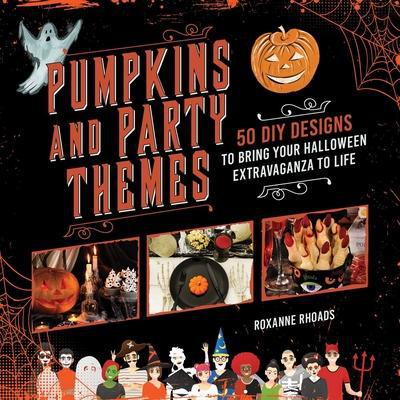 PUMPKINS
AND PARTY
THEMES
50 DIY DESIGNS
TO BRING YOUR HALLOWEEN
EXTRAVAGANZA TO LIFE
ROXANNE RHOADS